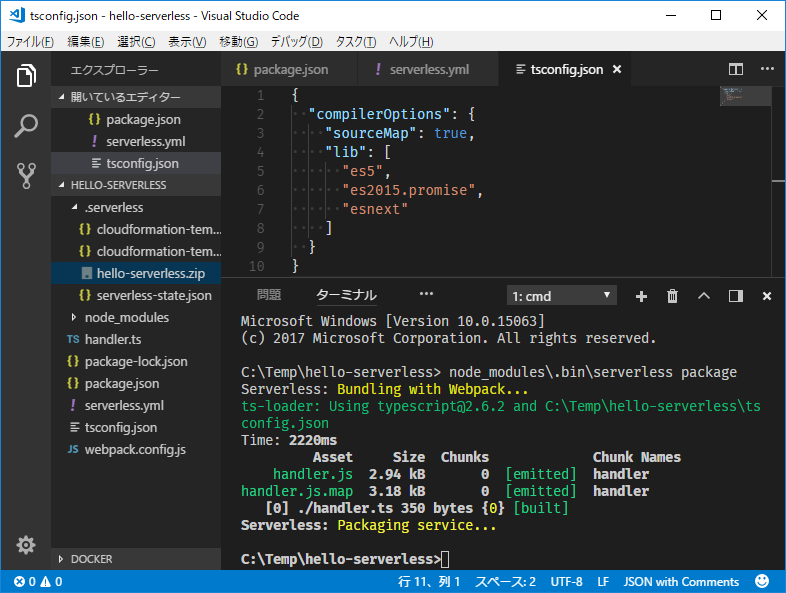 tsconfig.json - hello-serverless - Visual Studio Code
ファイル(F) 編集(E) 選択(C) 表示(V) 移動(G) デバッグ(D) タスク(T) ヘルプ(H)
エクスプローラー
開いているエディター
{} package.json
! serverless.yml
tsconfig.json
HELLO-SERVERLESS
.serverless
{} cloudformation-tem...
{} cloudformation-tem...
hello-serverless.zip
{} serverless-state.json
node_modules
TS handler.ts
{} package-lock.json
{} package.json
! serverless.yml
tsconfig.json
JS webpack.config.js
DOCKER
{} package.json ! serverless.yml tsconfig.json ×
1 {
2 "compilerOptions": {
3 "sourceMap": true,
4 "lib": [
5 "es5",
6 "es2015.promise",
7 "esnext"
8 ]
9 }
10 }
問題 ターミナル ··· 1: cmd
Microsoft Windows [Version 10.0.15063]
(c) 2017 Microsoft Corporation. All rights reserved.
C:\Temp\hello-serverless> node_modules\.bin\serverless package
Serverless: Bundling with Webpack...
ts-loader: Using typescript@2.6.2 and C:\Temp\hello-serverless\ts
config.json
Time: 2220ms
Asset Size Chunks Chunk Names
handler.js 2.94 kB 0 [emitted] handler
handler.js.map 3.18 kB 0 [emitted] handler
[0] ./handler.ts 350 bytes {0} [built]
Serverless: Packaging service...
C:\Temp\hello-serverless>
0 0 行 11、列 1 スペース: 2 UTF-8 LF JSON with Comments